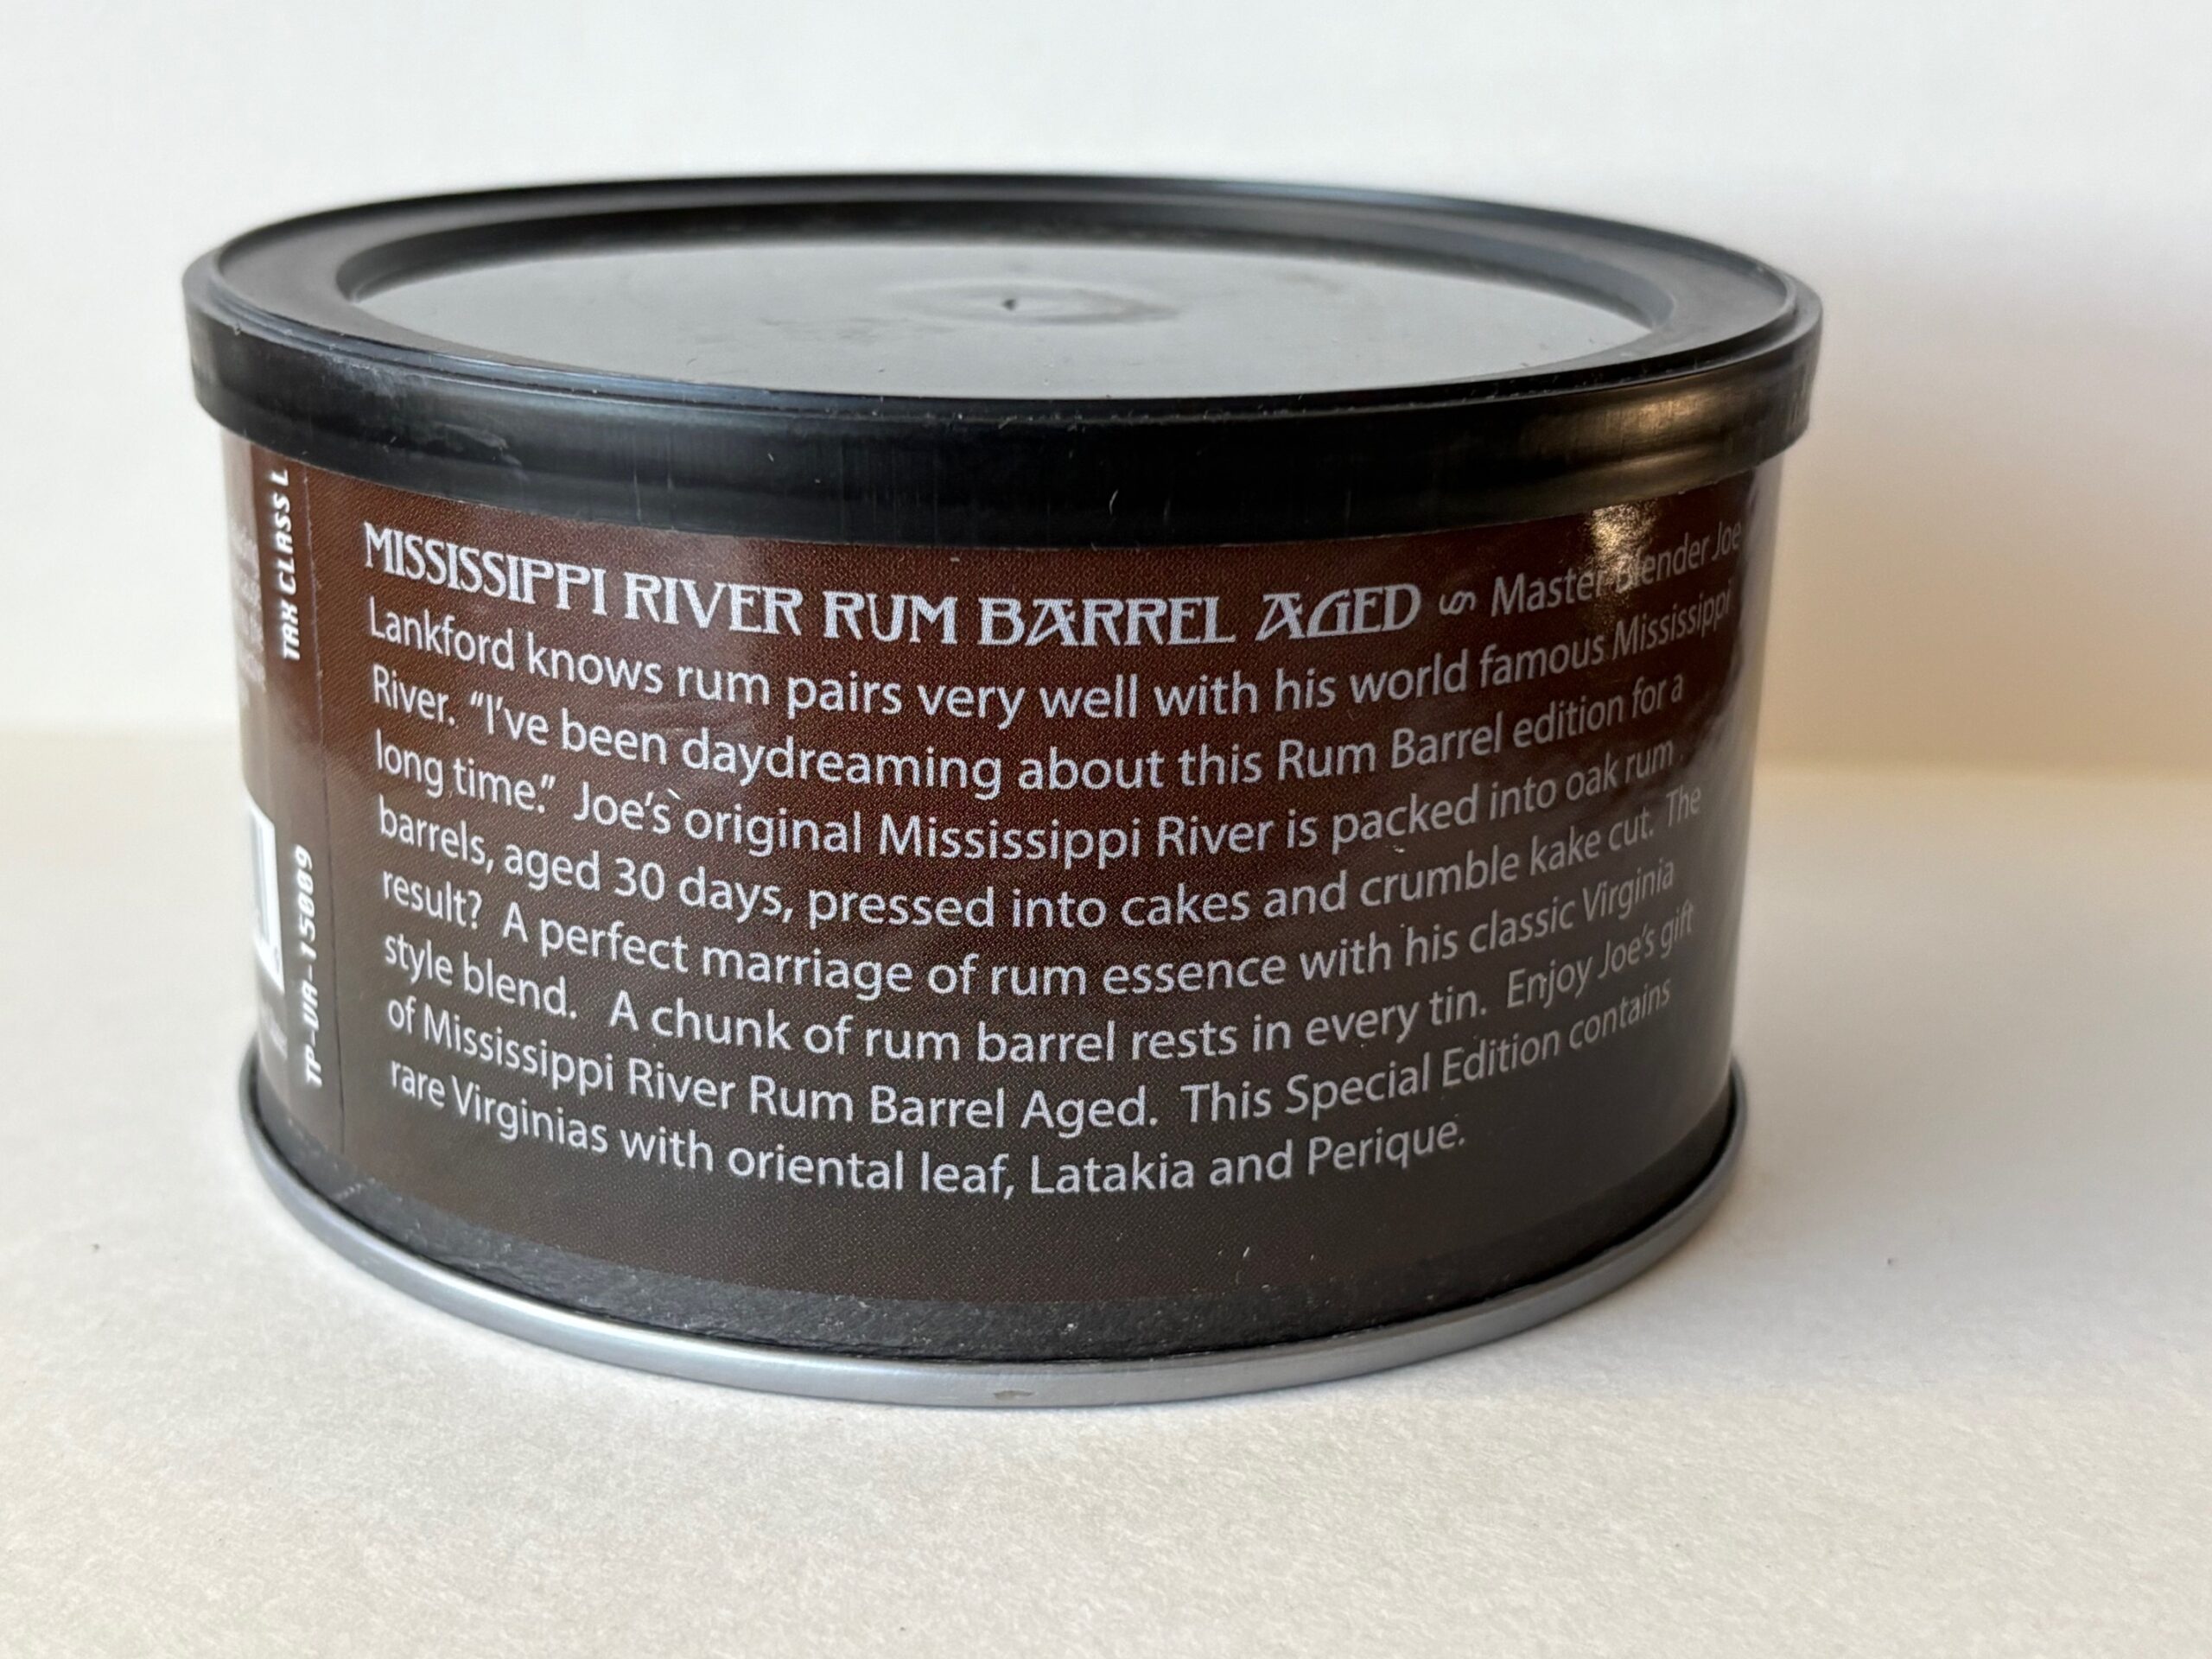 TAX CLASS L
TP-VA-15009
MISSISSIPPI RIVER RUM BARREL AGED Master Blender Joe
Lankford knows rum pairs very well with his world famous Mississippi
River. “I’ve been daydreaming about this Rum Barrel edition for a
long time.” Joe’s original Mississippi River is packed into oak rum
barrels, aged 30 days, pressed into cakes and crumble kake cut. The
result? A perfect marriage of rum essence with his classic Virginia
style blend. A chunk of rum barrel rests in every tin. Enjoy Joe’s gift
of Mississippi River Rum Barrel Aged. This Special Edition contains
rare Virginias with oriental leaf, Latakia and Perique.